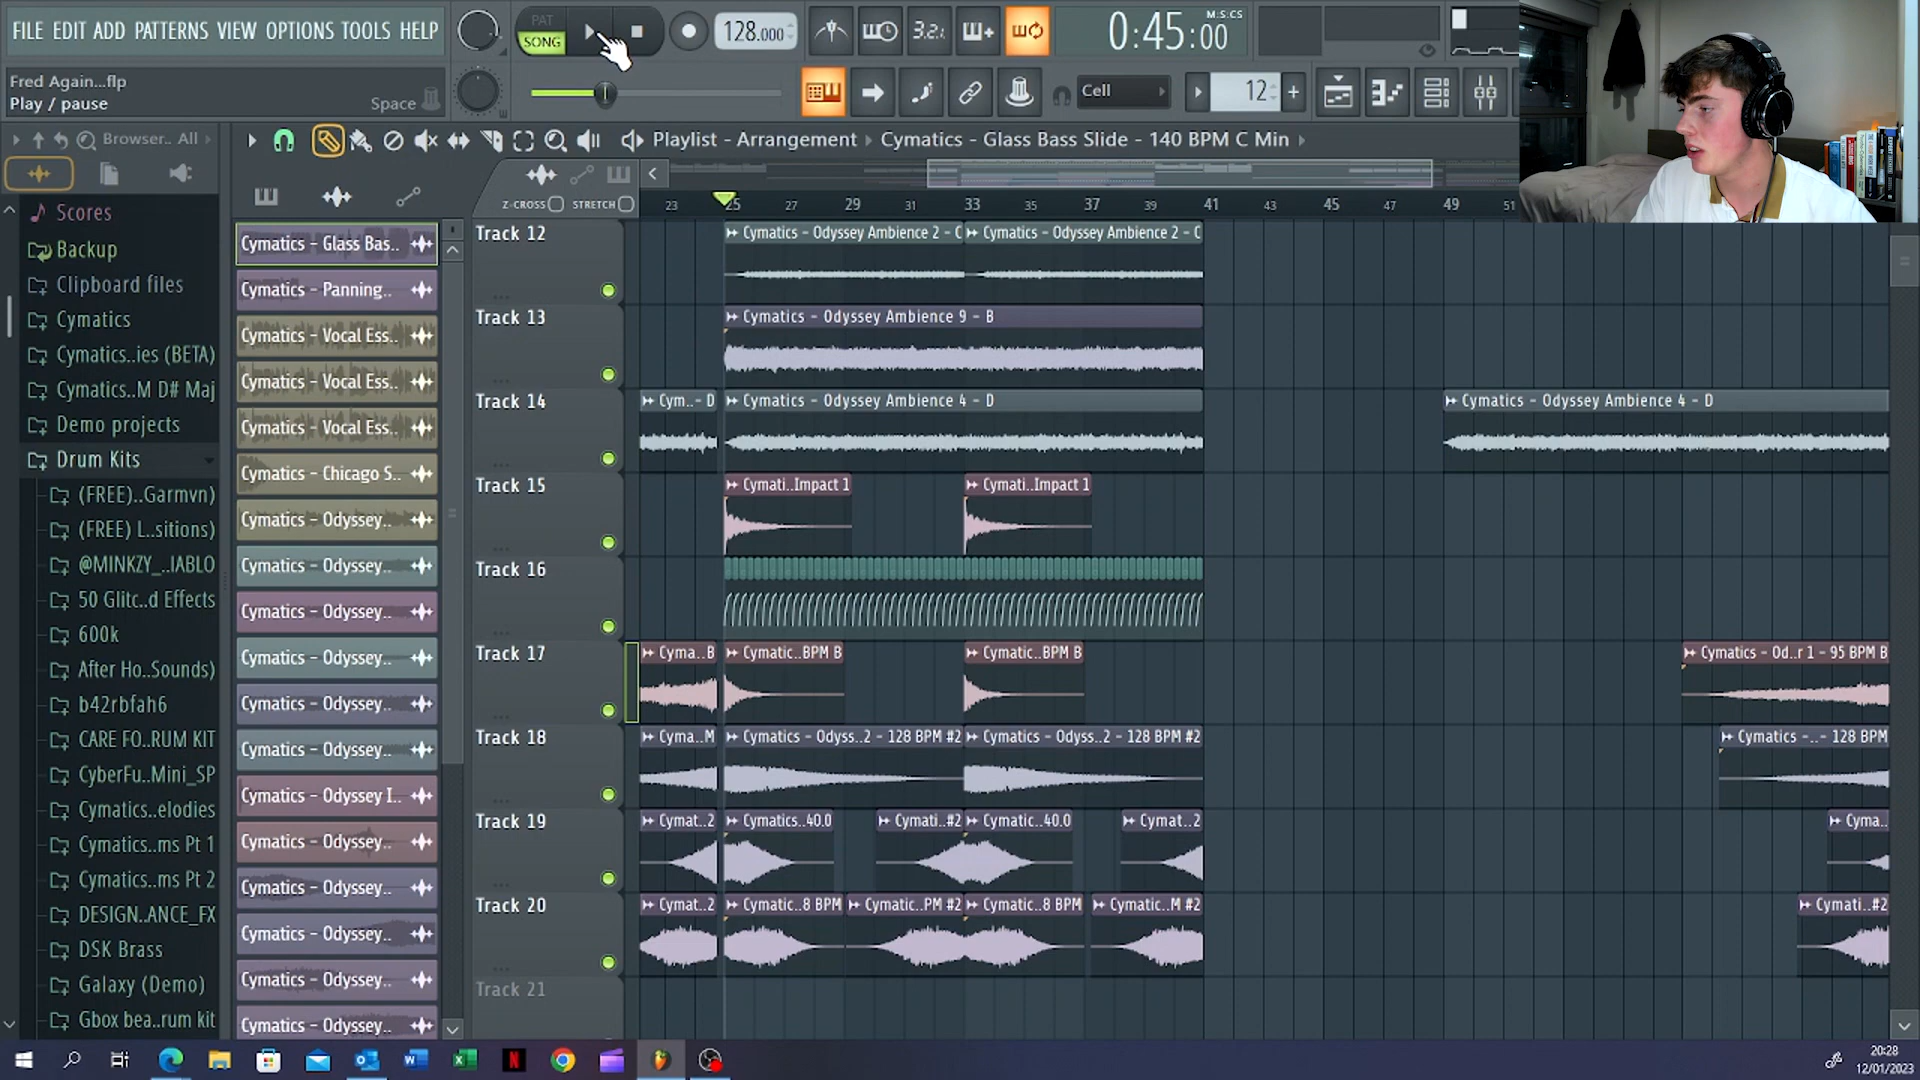 FILE EDIT ADD PATTERNS VIEW OPTIONS TOOLS HELP
PAT
SONG
128.000
3.2.
M:S:CS
0:45:00
Fred Again...flp
Play / pause
Space
Cell
12
Browser.. All
Playlist - Arrangement Cymatics - Glass Bass Slide - 140 BPM C Min
Z-CROSS STRETCH
23 25 27 29 31 33 35 37 39 41 43 45 47 49 51
Scores
Backup
Clipboard files
Cymatics
Cymatics..ies (BETA)
Cymatics..M D# Maj
Demo projects
Drum Kits
(FREE)..Garmvn)
(FREE) L..sitions)
@MINKZY_..IABLO
50 Glitc..d Effects
600k
After Ho..Sounds)
b42rbfah6
CARE FO..RUM KIT
CyberFu..Mini_SP
Cymatics..elodies
Cymatics..ms Pt 1
Cymatics..ms Pt 2
DESIGN..ANCE_FX
DSK Brass
Galaxy (Demo)
Gbox bea..rum kit
Cymatics - Glass Bas..
Cymatics - Panning..
Cymatics - Vocal Ess..
Cymatics - Vocal Ess..
Cymatics - Vocal Ess..
Cymatics - Chicago S..
Cymatics - Odyssey..
Cymatics - Odyssey..
Cymatics - Odyssey..
Cymatics - Odyssey..
Cymatics - Odyssey..
Cymatics - Odyssey..
Cymatics - Odyssey I..
Cymatics - Odyssey..
Cymatics - Odyssey..
Cymatics - Odyssey..
Cymatics - Odyssey..
Cymatics - Odyssey..
Track 12
Cymatics - Odyssey Ambience 2 - C Cymatics - Odyssey Ambience 2 - C
Track 13
Cymatics - Odyssey Ambience 9 - B
Track 14
Cym..- D Cymatics - Odyssey Ambience 4 - D Cymatics - Odyssey Ambience 4 - D
Track 15
Cymati..Impact 1 Cymati..Impact 1
Track 16
Track 17
Cyma..B Cymatic..BPM B Cymatic..BPM B Cymatics - Od..r 1 - 95 BPM B
Track 18
Cyma..M Cymatics - Odyss..2 - 128 BPM #2 Cymatics - Odyss..2 - 128 BPM #2 Cymatics -..- 128 BPM
Track 19
Cymat..2 Cymatics..40.0 Cymati..#2 Cymatic..40.0 Cymat..2 Cyma..
Track 20
Cymat..2 Cymatic..8 BPM Cymatic..PM #2 Cymatic..8 BPM Cymatic..M #2 Cymati..#2
Track 21
20:28
12/01/2023